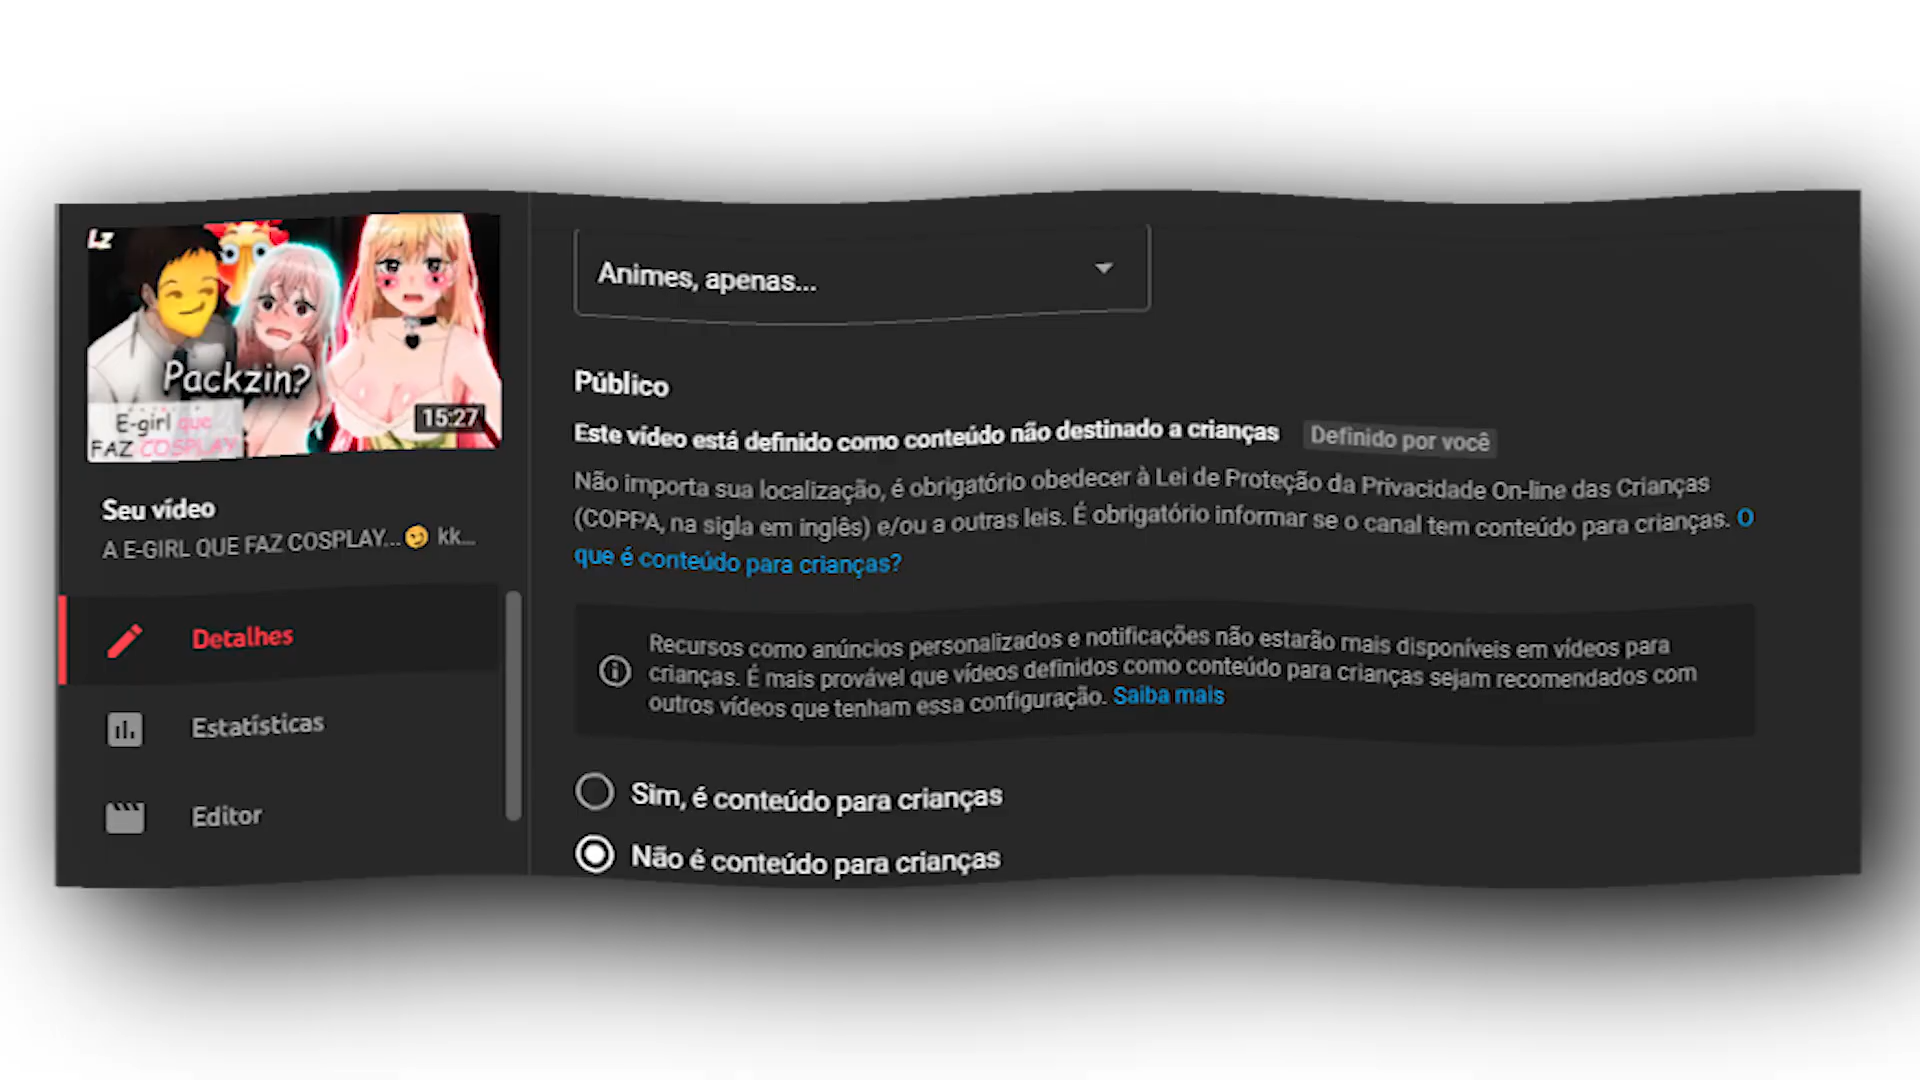 LZ
Packzin?
E-girl que
FAZ COSPLAY
15:27
Seu vídeo
A E-GIRL QUE FAZ COSPLAY...😏 kk...
Detalhes
Estatísticas
Editor
Animes, apenas...
Público
Este vídeo está definido como conteúdo não destinado a crianças Definido por você
Não importa sua localização, é obrigatório obedecer à Lei de Proteção da Privacidade On-line das Crianças
(COPPA, na sigla em inglês) e/ou a outras leis. É obrigatório informar se o canal tem conteúdo para crianças. O
que é conteúdo para crianças?
Recursos como anúncios personalizados e notificações não estarão mais disponíveis em vídeos para
crianças. É mais provável que vídeos definidos como conteúdo para crianças sejam recomendados com
outros vídeos que tenham essa configuração. Saiba mais
Sim, é conteúdo para crianças
Não é conteúdo para crianças